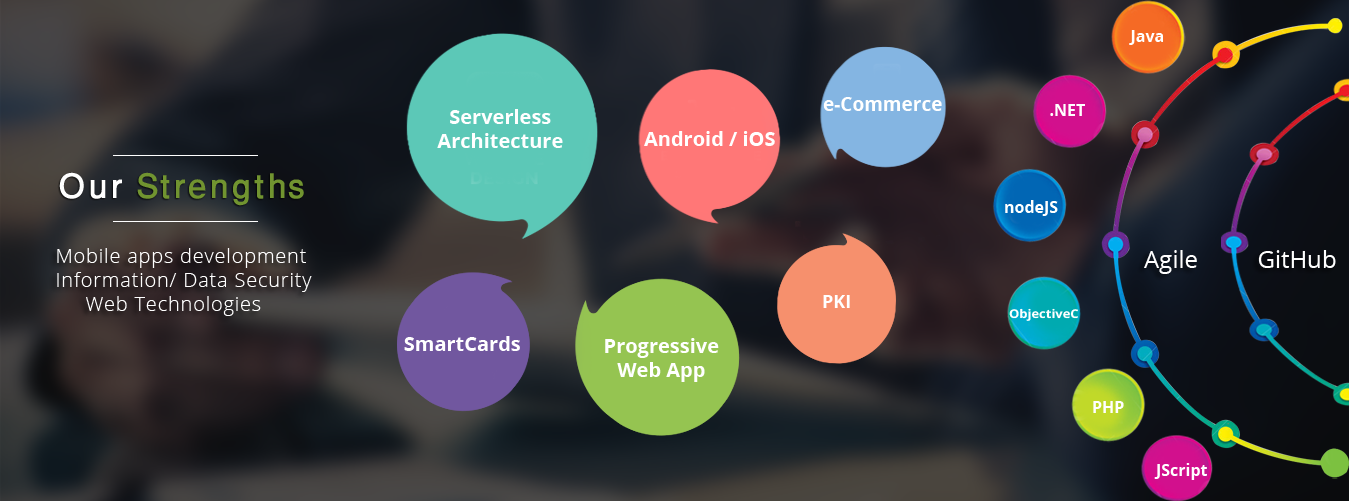 Our Strengths
Mobile apps development
Information/ Data Security
Web Technologies
Serverless
Architecture
Android / iOS
e-Commerce
SmartCards
Progressive
Web App
PKI
Java
.NET
nodeJS
ObjectiveC
PHP
JScript
Agile
GitHub